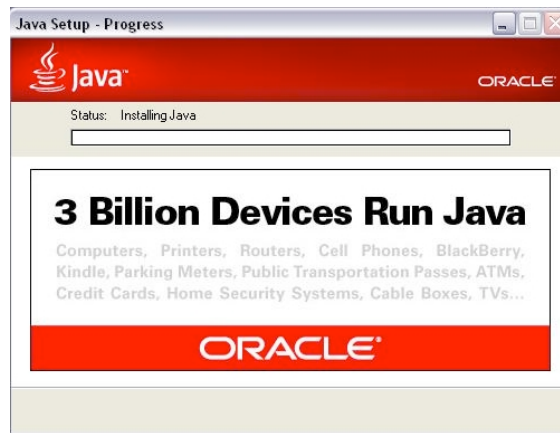 Java Setup - Progress
Java™
ORACLE®
Status: Installing Java
3 Billion Devices Run Java
Computers, Printers, Routers, Cell Phones, BlackBerry,
Kindle, Parking Meters, Public Transportation Passes, ATMs,
Credit Cards, Home Security Systems, Cable Boxes, TVs...
ORACLE®